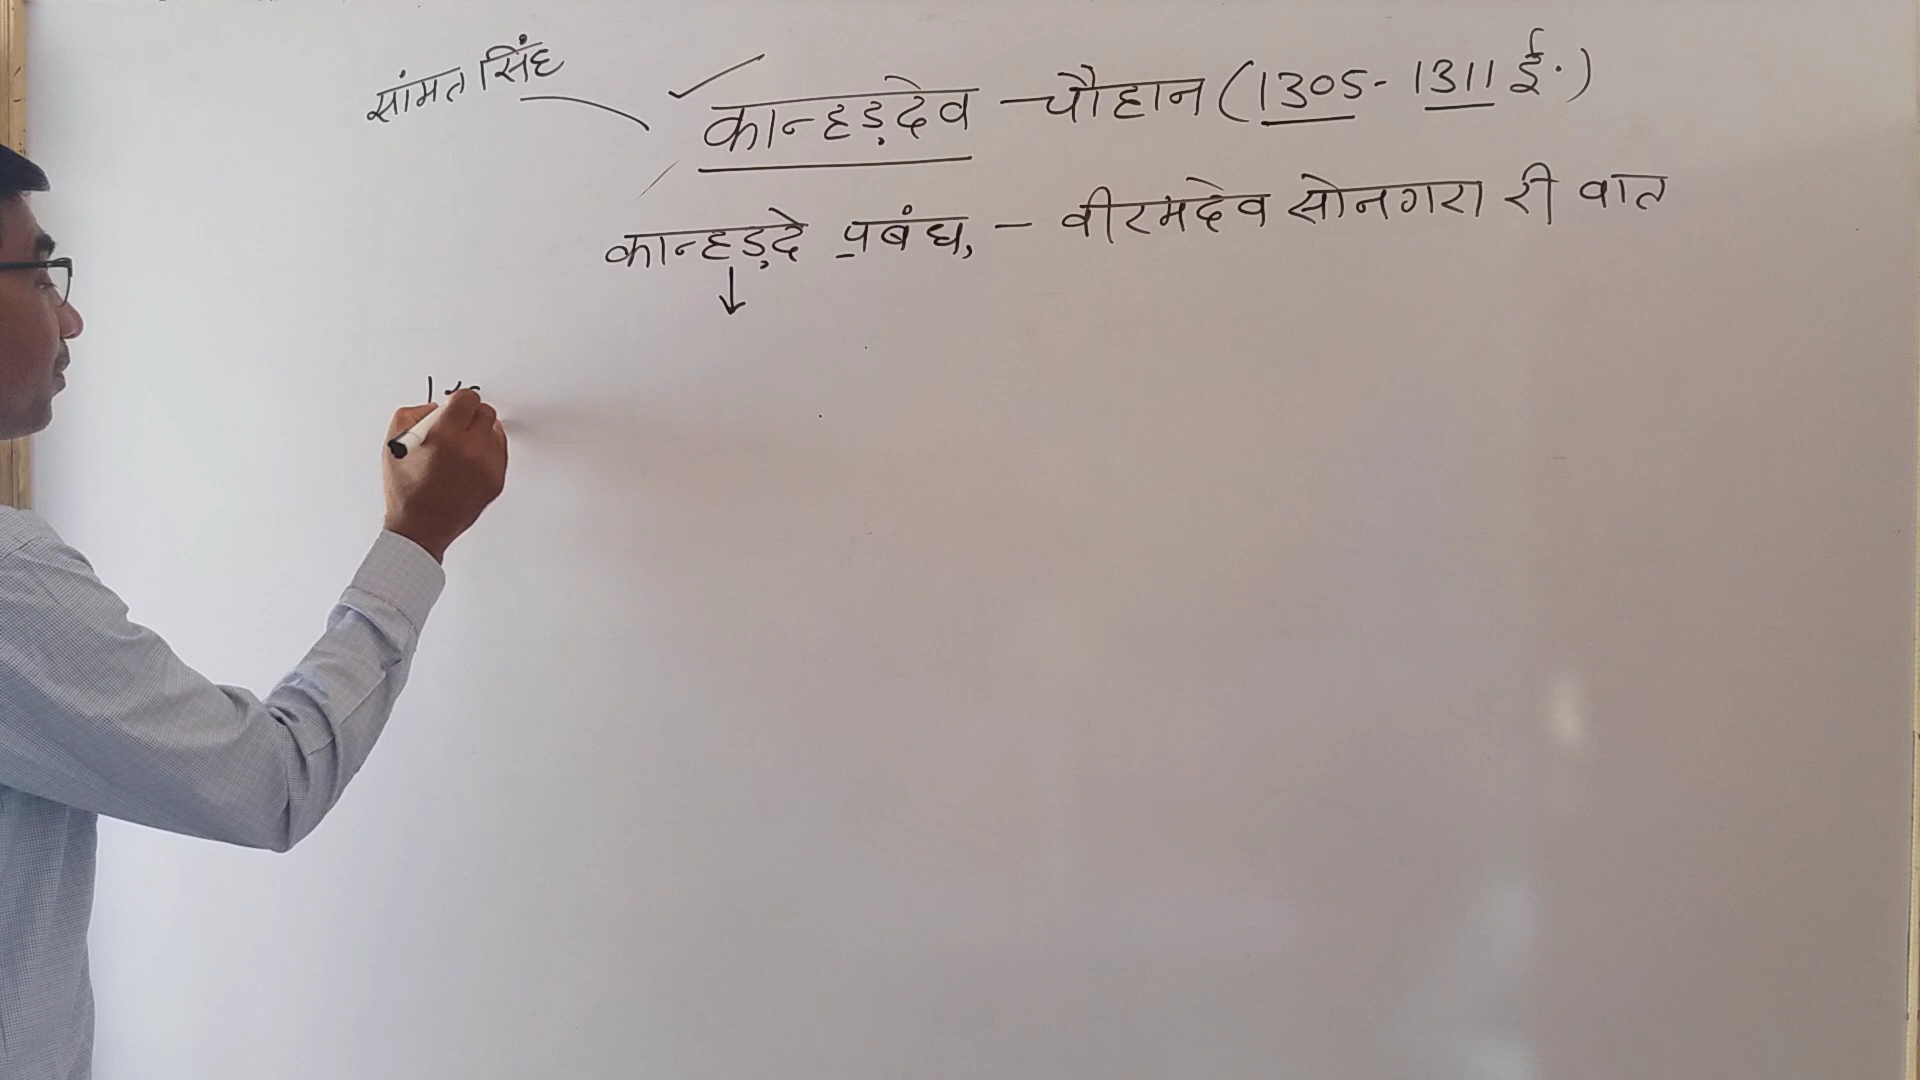 सांमत सिंह
कान्हड़देव - चौहान (1305 - 1311 ई.)
कान्हड़दे प्रबंध, - वीरमदेव सोनगरा री वात